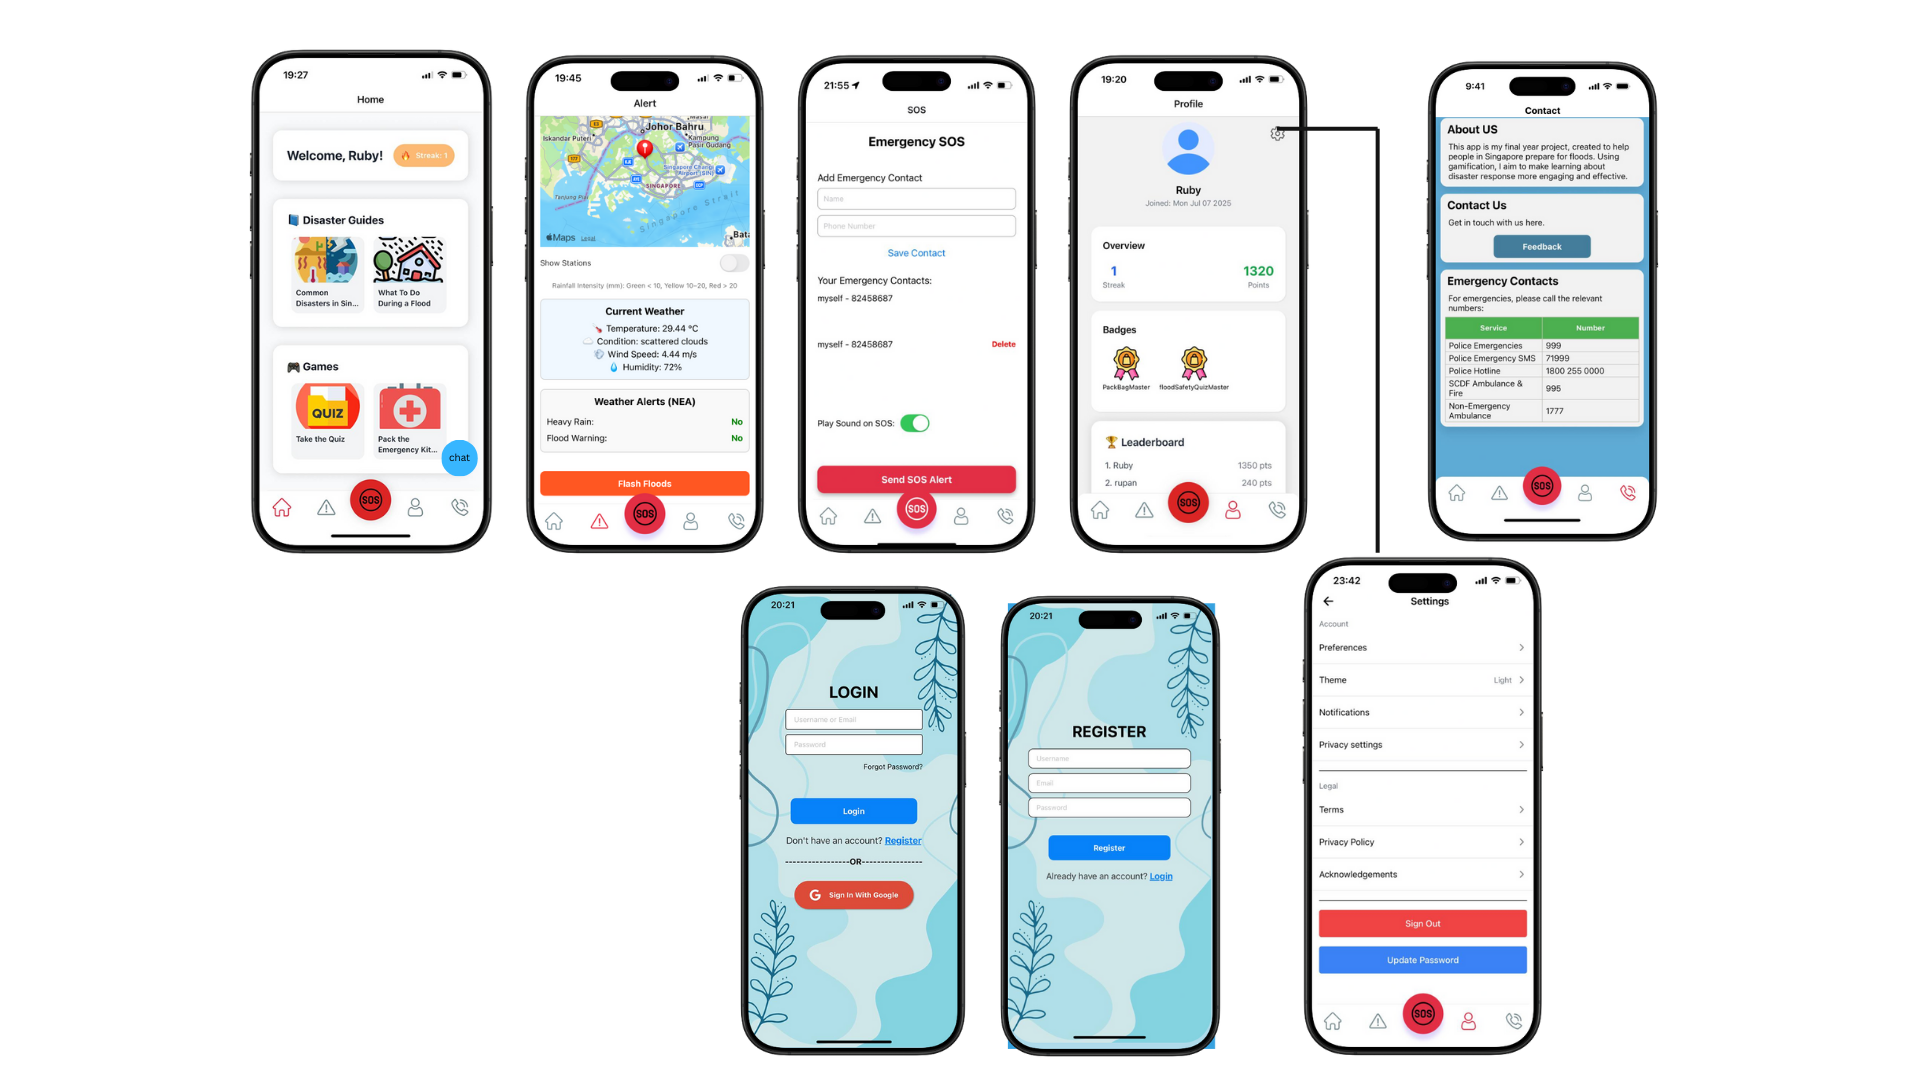 19:27
Home
Welcome, Ruby!
Streak: 1
Disaster Guides
Common
Disasters in Sin...
What To Do
During a Flood
Games
QUIZ
Take the Quiz
Pack the
Emergency Kit...
chat
SOS
19:45
Alert
Masai
Iskandar Puteri
Johor Bahru
Kampung
Pasir Gudang
Singapore Changi
Airport (SIN)
SINGAPORE
Singapore Strait
Maps
Legal
Bata
Show Stations
Rainfall Intensity (mm): Green < 10, Yellow 10–20, Red > 20
Current Weather
Temperature: 29.44 °C
Condition: scattered clouds
Wind Speed: 4.44 m/s
Humidity: 72%
Weather Alerts (NEA)
Heavy Rain: No
Flood Warning: No
Flash Floods
SOS
21:55
SOS
Emergency SOS
Add Emergency Contact
Name
Phone Number
Save Contact
Your Emergency Contacts:
myself - 82458687
myself - 82458687 Delete
Play Sound on SOS:
Send SOS Alert
SOS
19:20
Profile
Ruby
Joined: Mon Jul 07 2025
Overview
1 1320
Streak Points
Badges
PackBagMaster floodSafetyQuizMaster
Leaderboard
1. Ruby 1350 pts
2. rupan 240 pts
SOS
9:41
Contact
About US
This app is my final year project, created to help
people in Singapore prepare for floods. Using
gamification, I aim to make learning about
disaster response more engaging and effective.
Contact Us
Get in touch with us here.
Feedback
Emergency Contacts
For emergencies, please call the relevant
numbers:
Service Number
Police Emergencies 999
Police Emergency SMS 71999
Police Hotline 1800 255 0000
SCDF Ambulance &
Fire 995
Non-Emergency
Ambulance 1777
SOS
20:21
LOGIN
Username or Email
Password
Forgot Password?
Login
Don't have an account? Register
-----------------OR----------------
G Sign In With Google
20:21
REGISTER
Username
Email
Password
Register
Already have an account? Login
23:42
Settings
Account
Preferences
Theme Light
Notifications
Privacy settings
Legal
Terms
Privacy Policy
Acknowledgements
Sign Out
Update Password
SOS